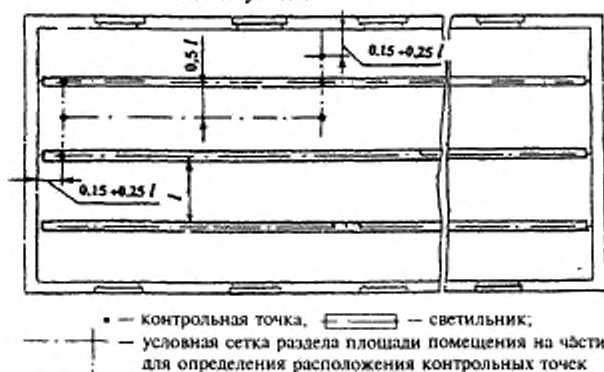 0,5 l
0,15 ÷0,25 l
0,15 ÷0,25 l
l
• — контрольная точка, — светильник;
— условная сетка раздела площади помещения на части
для определения расположения контрольных точек